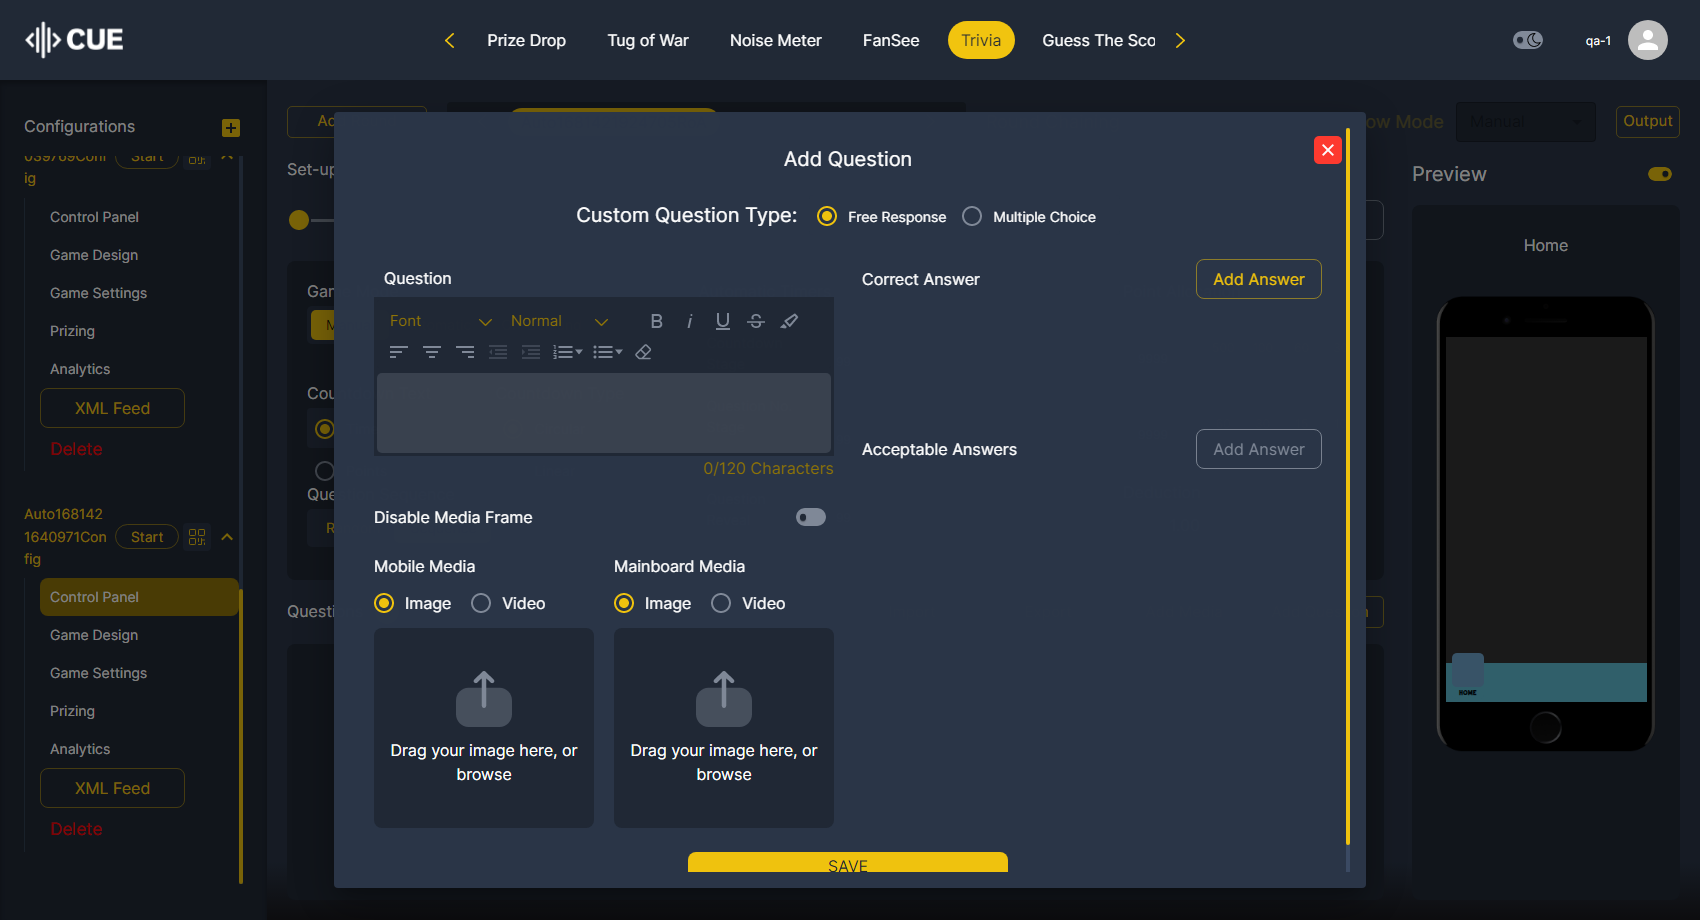 CUE
Prize Drop
Tug of War
Noise Meter
FanSee
Trivia
Guess The Sco
qa-1
Configurations
Start
ig
Control Panel
Game Design
Game Settings
Prizing
Analytics
XML Feed
Delete
Auto168142
1640971Con
fig
Start
Control Panel
Game Design
Game Settings
Prizing
Analytics
XML Feed
Delete
Set-up
Mode
Manual
Output
Preview
Home
HOME
Add Question
Custom Question Type:
Free Response
Multiple Choice
Question
Font
Normal
0/120 Characters
Correct Answer
Add Answer
Acceptable Answers
Add Answer
Disable Media Frame
Mobile Media
Image
Video
Mainboard Media
Image
Video
Drag your image here, or
browse
Drag your image here, or
browse
SAVE